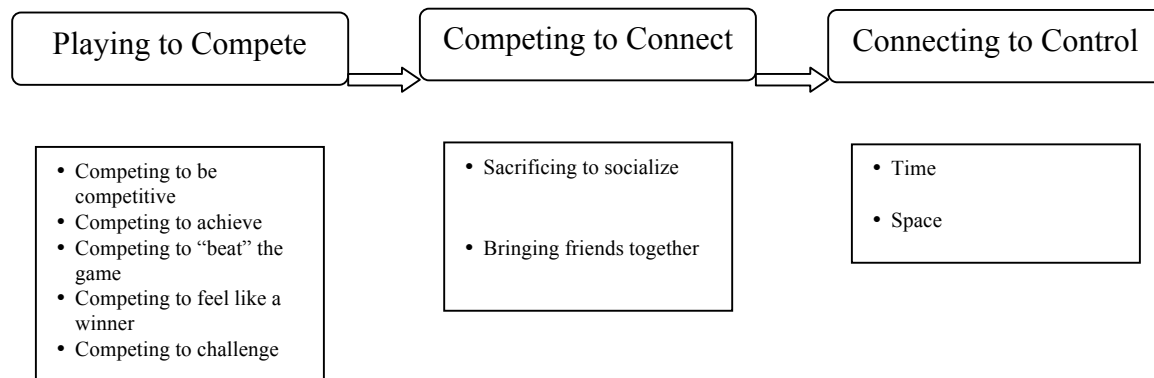 Playing to Compete
Competing to Connect
Connecting to Control
• Competing to be
competitive
• Competing to achieve
• Competing to “beat” the
game
• Competing to feel like a
winner
• Competing to challenge
• Sacrificing to socialize
• Bringing friends together
• Time
• Space